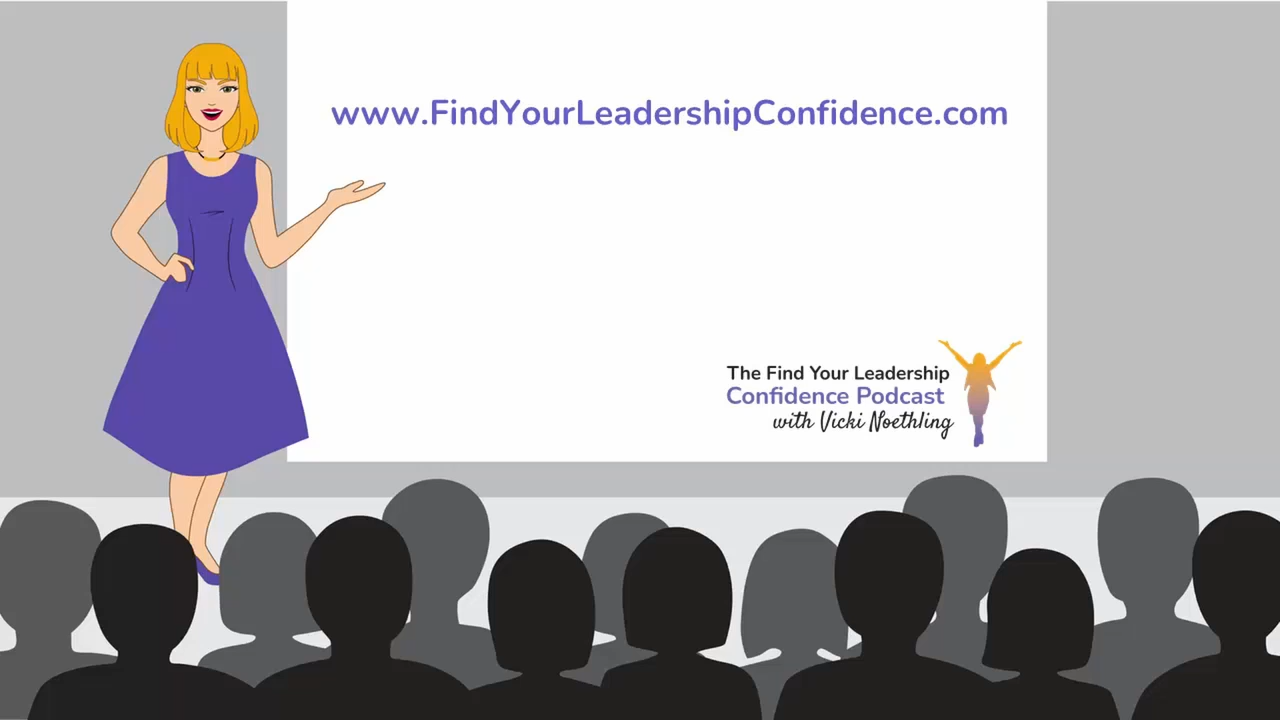 www.FindYourLeadershipConfidence.com
The Find Your Leadership
Confidence Podcast
with Vicki Noethling